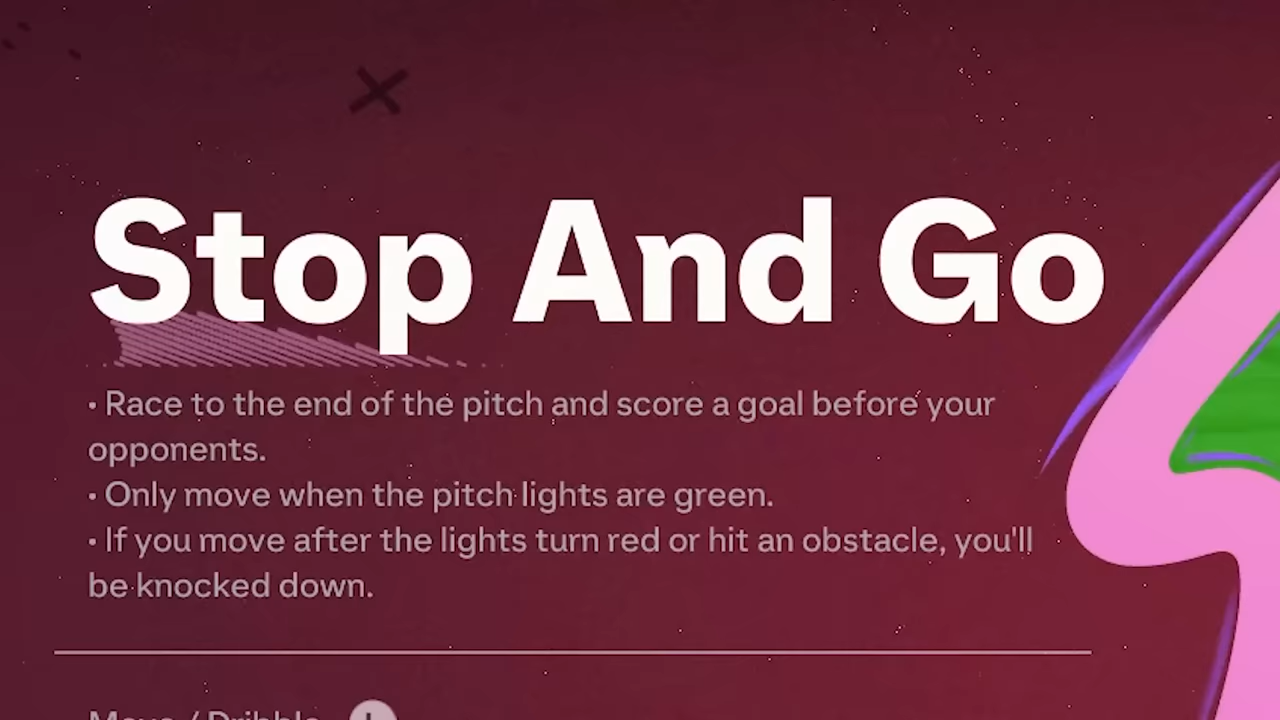 Stop And Go
• Race to the end of the pitch and score a goal before your
opponents.
• Only move when the pitch lights are green.
• If you move after the lights turn red or hit an obstacle, you'll
be knocked down.
Move / Dribble L